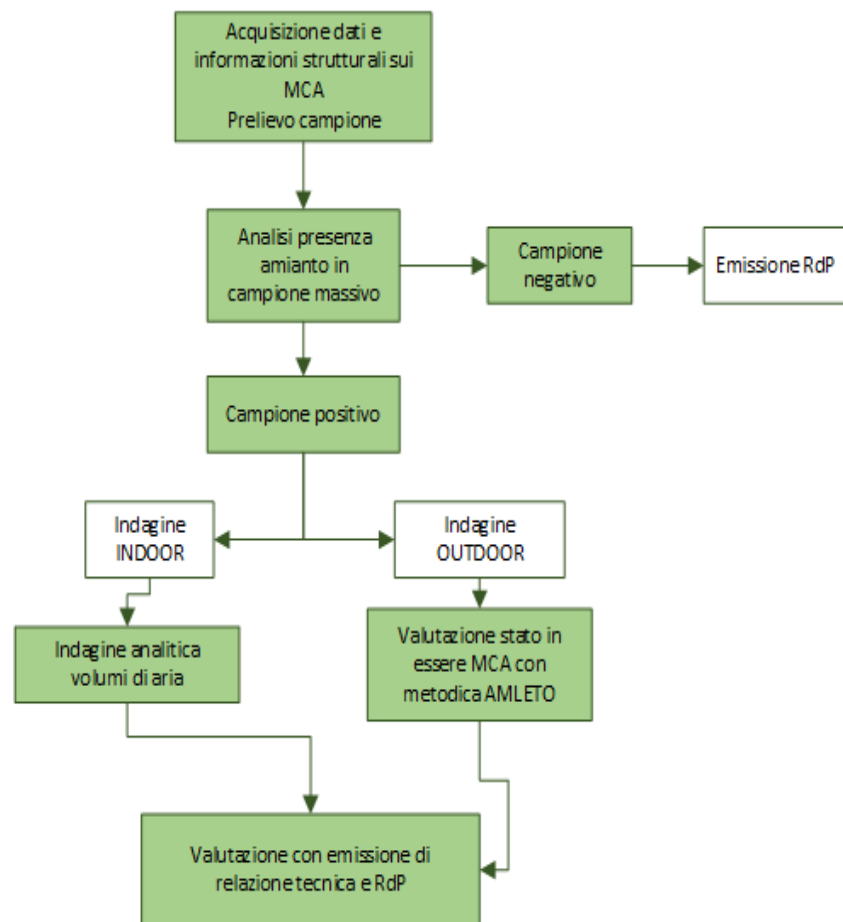 Acquisizione dati e
informazioni strutturali sui
MCA
Prelievo campione
Analisi presenza
amianto in
campione massivo
Campione
negativo
Emissione RdP
Campione positivo
Indagine
INDOOR
Indagine
OUTDOOR
Indagine analitica
volumi di aria
Valutazione stato in
essere MCA con
metodica AMLETO
Valutazione con emissione di
relazione tecnica e RdP